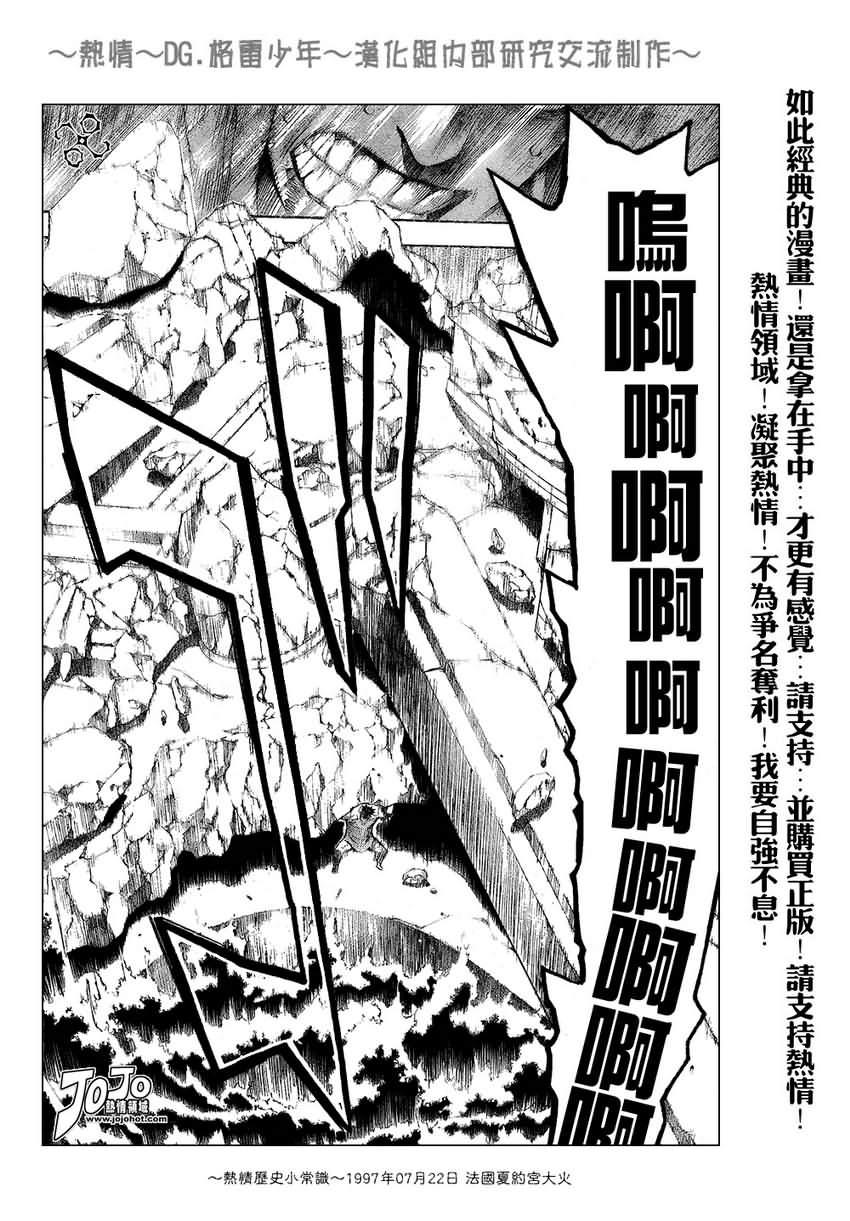 ～熱情～DG.格雷少年～漢化組內部研究交流制作～
如此經典的漫畫！還是拿在手中…才更有感覺…請支持…並購買正版！請支持熱情！
熱情領域！凝聚熱情！不為爭名奪利！我要自強不息！
嗚啊啊啊啊啊啊啊啊啊啊
JOJO
熱情領域
www.jojohot.com
～熱情歷史小常識～1997年07月22日 法國夏約宮大火